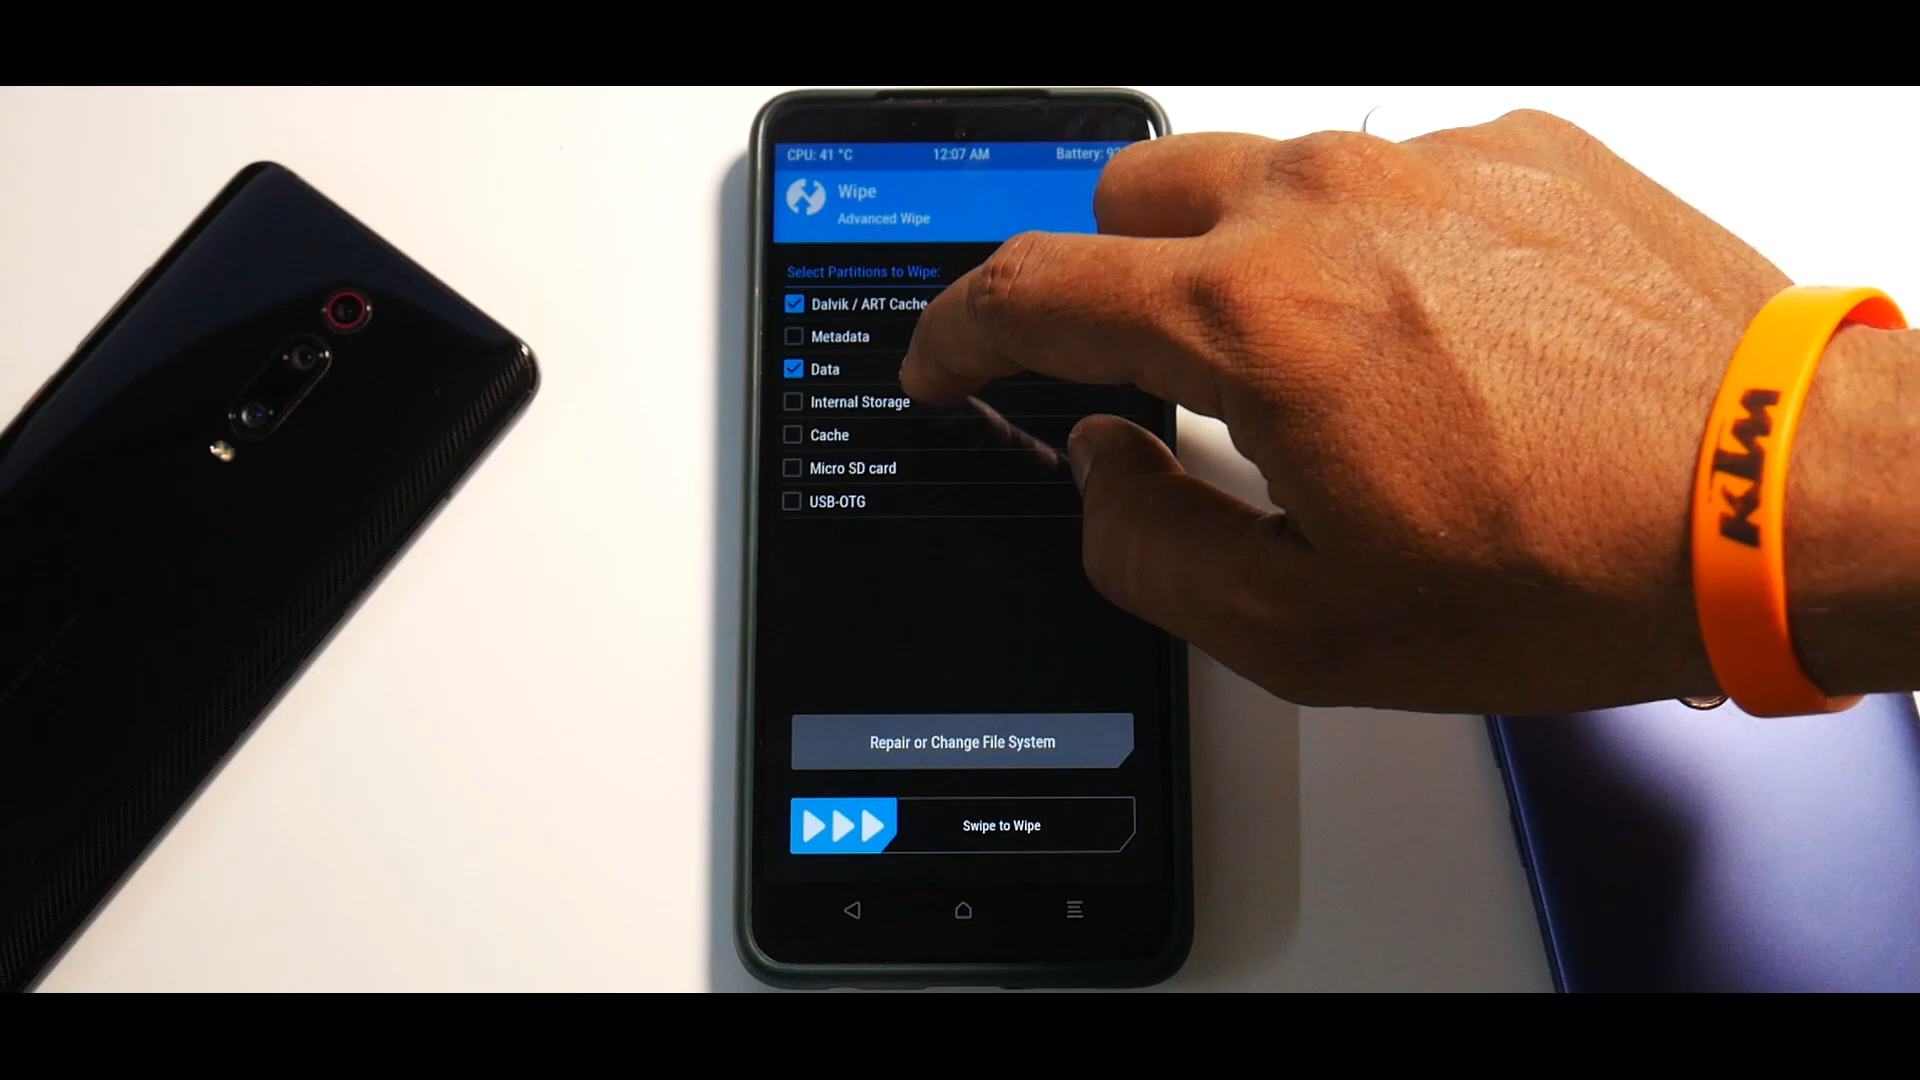 CPU: 41 °C 12:07 AM Battery:
Wipe
Advanced Wipe
Select Partitions to Wipe:
Dalvik / ART Cache
Metadata
Data
Internal Storage
Cache
Micro SD card
USB-OTG
Repair or Change File System
Swipe to Wipe
KTM